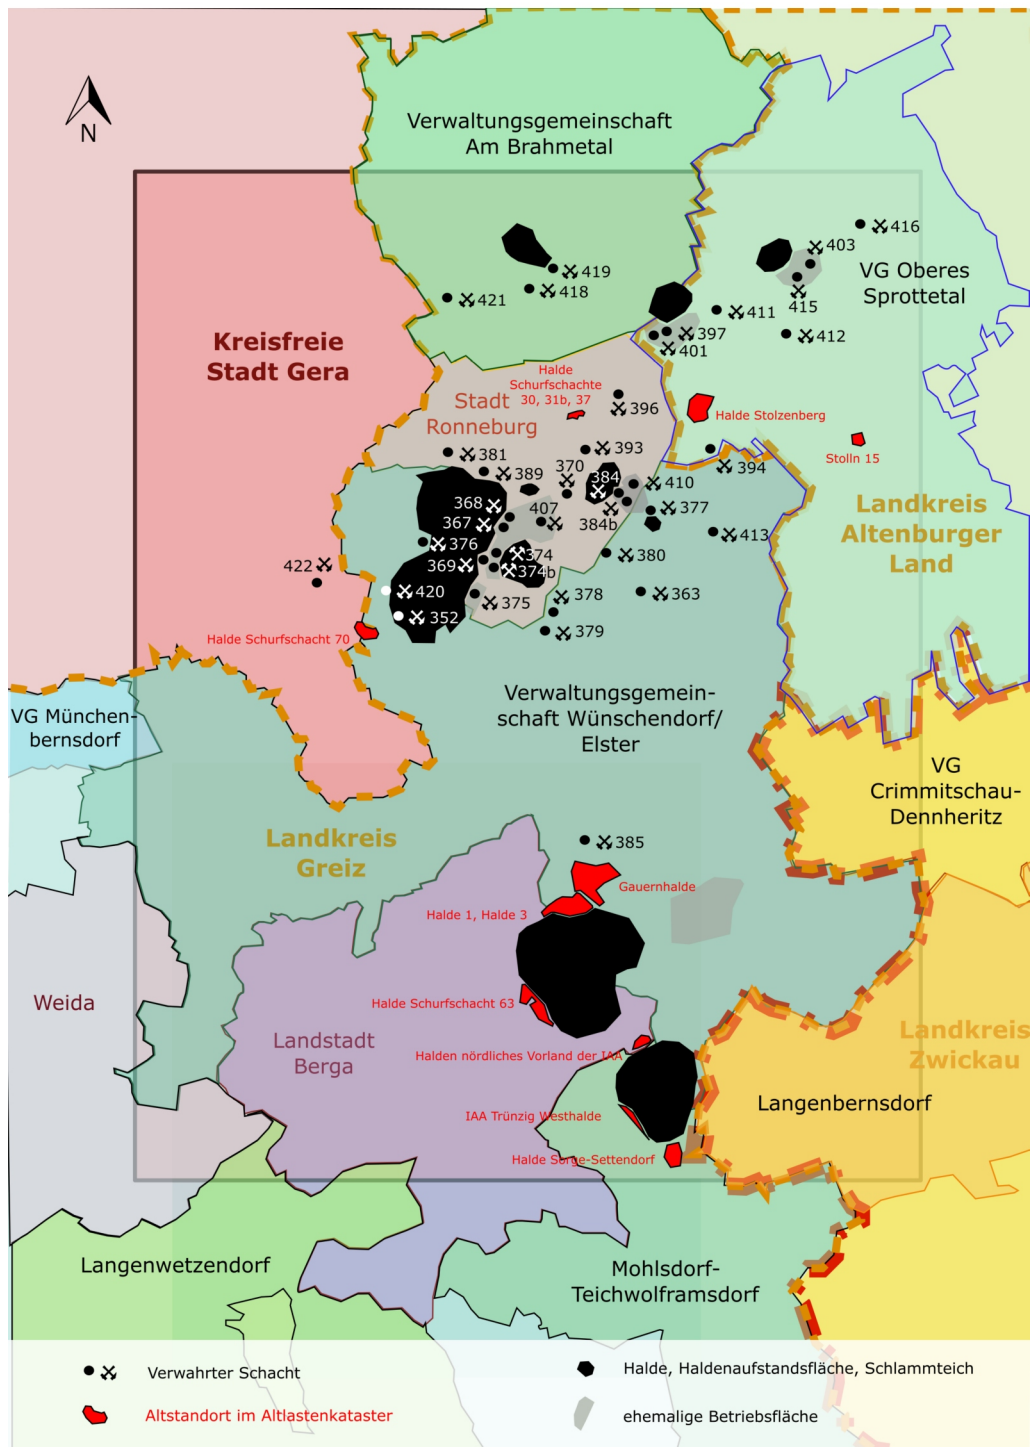 Verwaltungsgemeinschaft
Am Brahmetal
N
416
403
VG Oberes
Sprottetal
419
418
421
415
411
412
397
401
Kreisfreie
Stadt Gera
Halde
Schurfschachte
30, 31b, 37
Stadt
Ronneburg
396
Halde Stolzenberg
Stolln 15
381
393
389
370
384
394
410
368
407
384b
377
367
413
Landkreis
Altenburger
Land
376
374
380
422
369
374b
420
375
378
363
352
379
Halde Schurfschacht 70
VG München-
bernsdorf
Verwaltungsgemein-
schaft Wünschendorf/
Elster
VG
Crimmitschau-
Dennheritz
Landkreis
Greiz
385
Gauernhalde
Halde 1, Halde 3
Weida
Halde Schurfschacht 63
Landstadt
Berga
Halden nördliches Vorland der IAA
Landkreis
Zwickau
IAA Trünzig Westhalde
Langenbernsdorf
Halde Sorge-Settendorf
Langenwetzendorf
Mohlsdorf-
Teichwolframsdorf
Verwahrter Schacht
Halde, Haldenaufstandsfläche, Schlammteich
Altstandort im Altlastenkataster
ehemalige Betriebsfläche